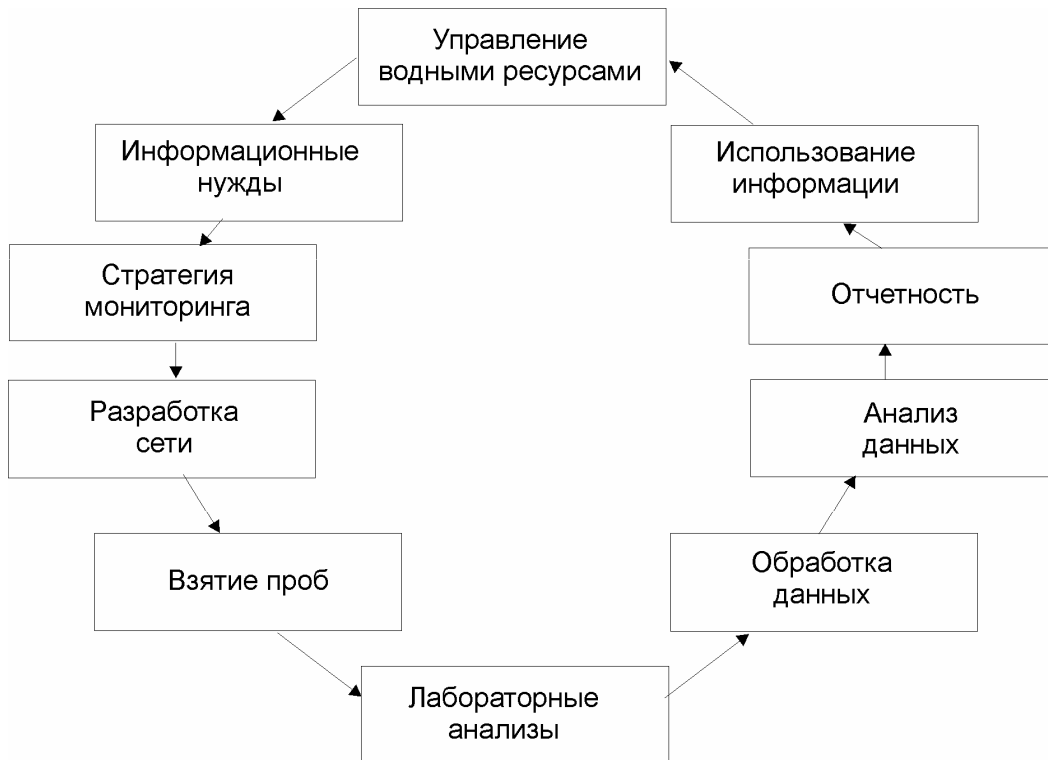 Управление
водными ресурсами
Информационные
нужды
Стратегия
мониторинга
Разработка
сети
Взятие проб
Лабораторные
анализы
Обработка
данных
Анализ
данных
Отчетность
Использование
информации